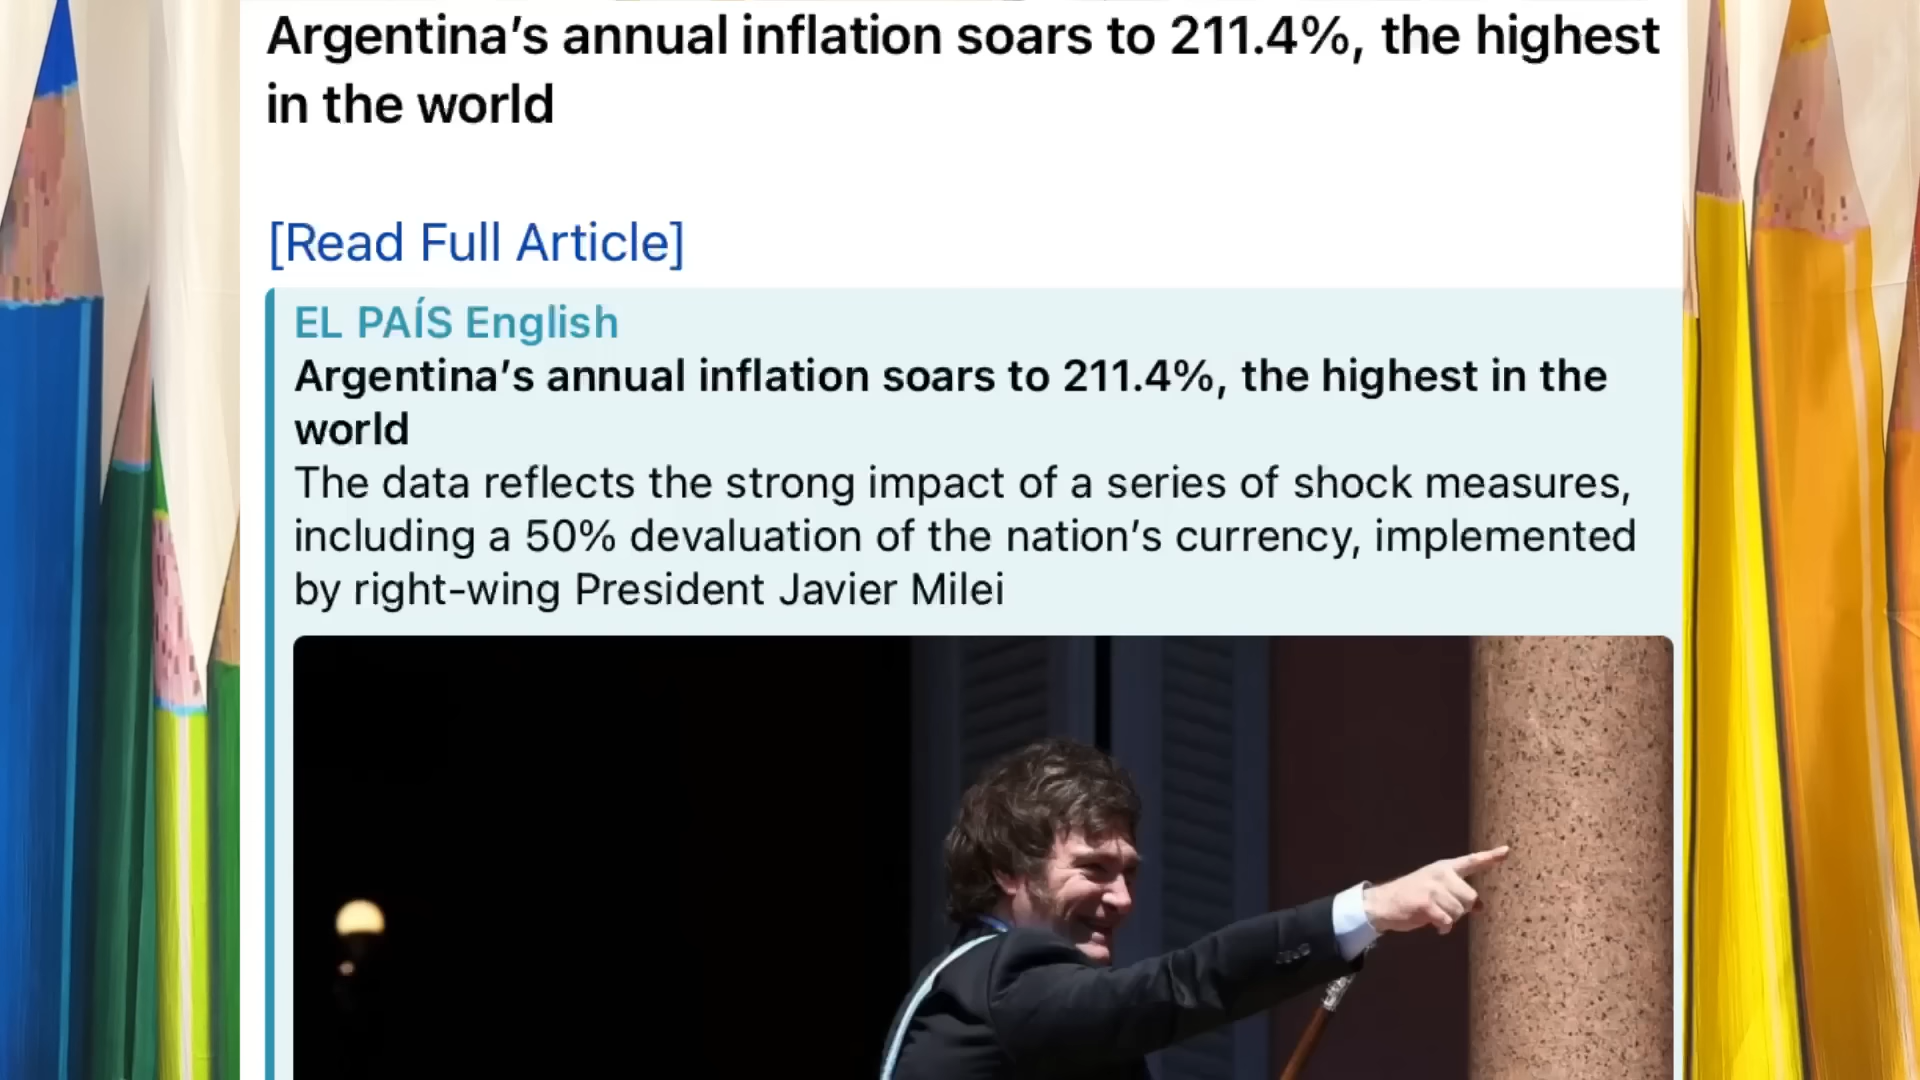 Argentina’s annual inflation soars to 211.4%, the highest
in the world
[Read Full Article]
EL PAÍS English
Argentina’s annual inflation soars to 211.4%, the highest in the
world
The data reflects the strong impact of a series of shock measures,
including a 50% devaluation of the nation’s currency, implemented
by right-wing President Javier Milei